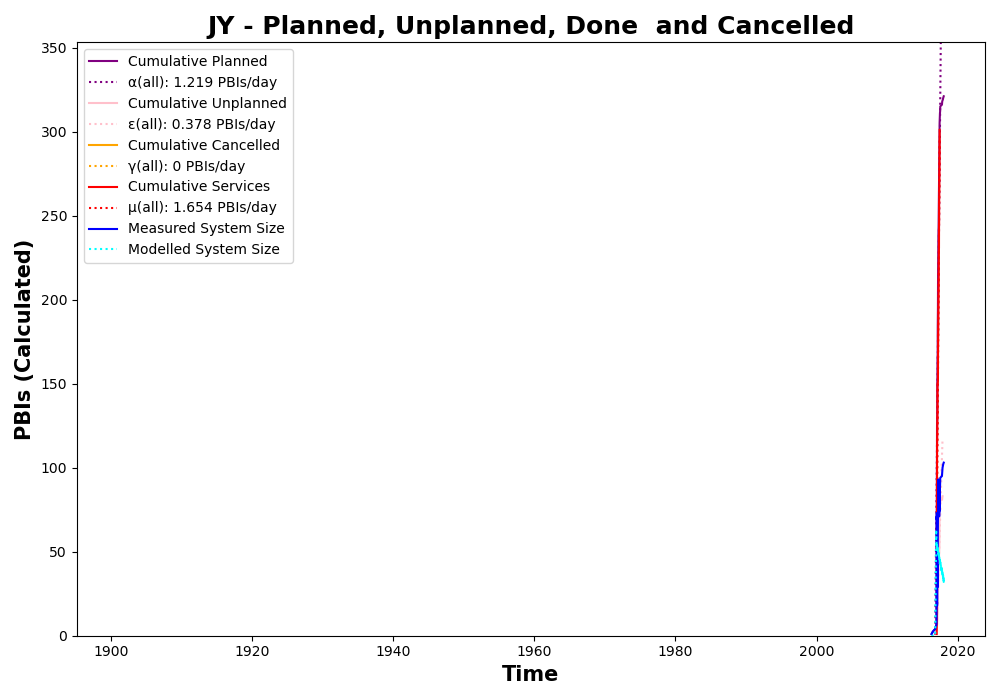 JY - Planned, Unplanned, Done  and Cancelled
Cumulative Planned
α(all): 1.219 PBIs/day
Cumulative Unplanned
ε(all): 0.378 PBIs/day
Cumulative Cancelled
γ(all): 0 PBIs/day
Cumulative Services
μ(all): 1.654 PBIs/day
Measured System Size
Modelled System Size
PBIs (Calculated)
350
300
250
200
150
100
50
0
1900 1920 1940 1960 1980 2000 2020
Time